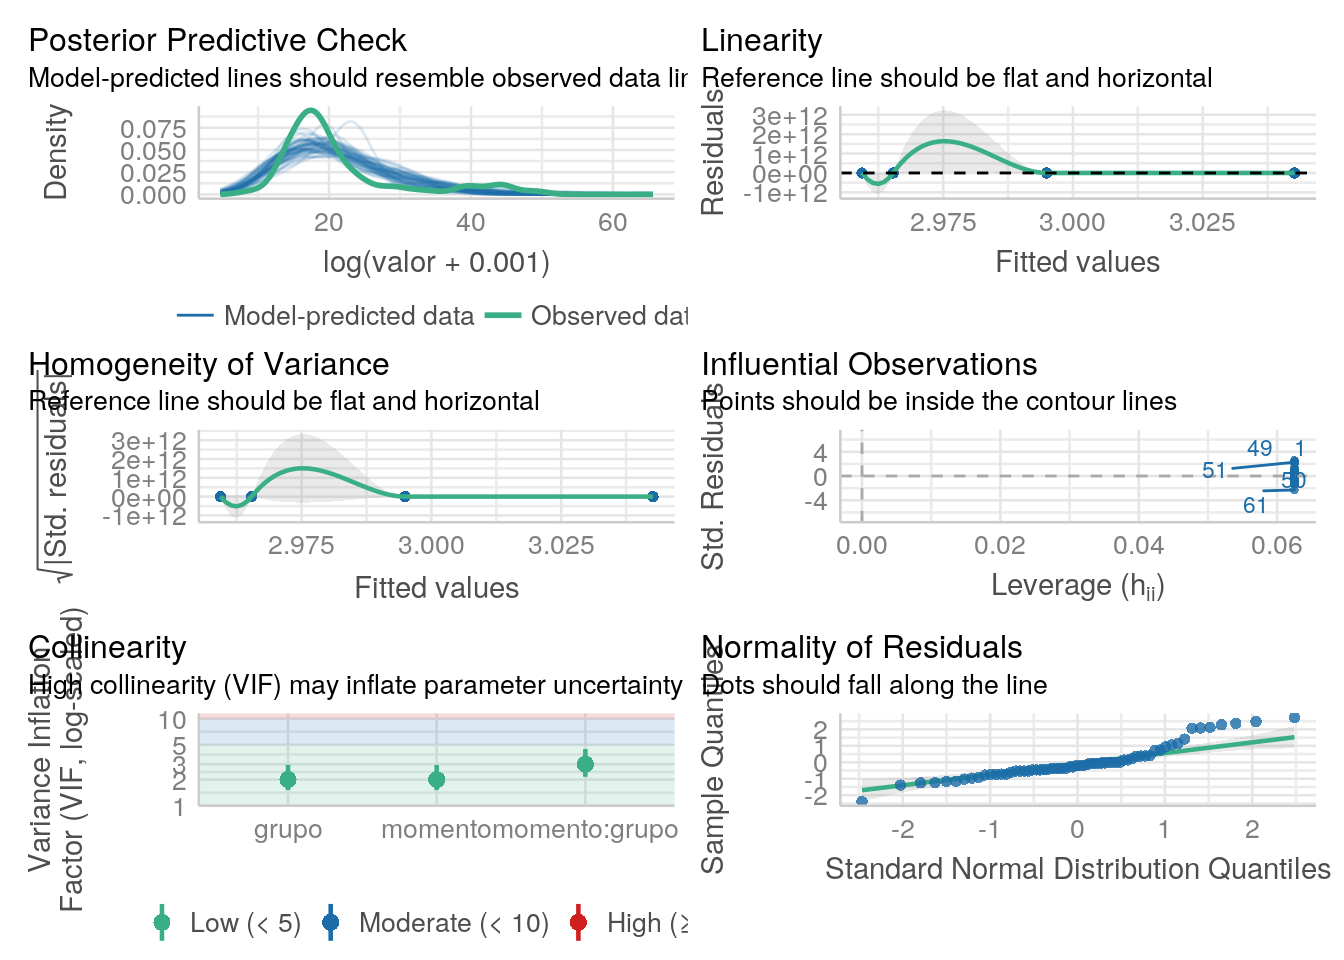 Posterior Predictive Check
Model-predicted lines should resemble observed data lin
Density
0.075
0.050
0.025
0.000
20 40 60
log(valor + 0.001)
Model-predicted data Observed dat
Linearity
Reference line should be flat and horizontal
Residuals
3e+12
2e+12
1e+12
0e+00
-1e+12
2.975 3.000 3.025
Fitted values
Homogeneity of Variance
Reference line should be flat and horizontal
√|Std. residuals|
3e+12
2e+12
1e+12
0e+00
-1e+12
2.975 3.000 3.025
Fitted values
Influential Observations
Points should be inside the contour lines
Std. Residuals
4
0
-4
49 1
51
50
61
0.00 0.02 0.04 0.06
Leverage (hii)
Collinearity
High collinearity (VIF) may inflate parameter uncertainty
Variance Inflation
Factor (VIF, log-scaled)
10
5
3
2
1
grupo momento momento:grupo
Low (< 5) Moderate (< 10) High (≥
Normality of Residuals
Dots should fall along the line
Sample Quantiles
2
1
0
-1
-2
-2 -1 0 1 2
Standard Normal Distribution Quantiles